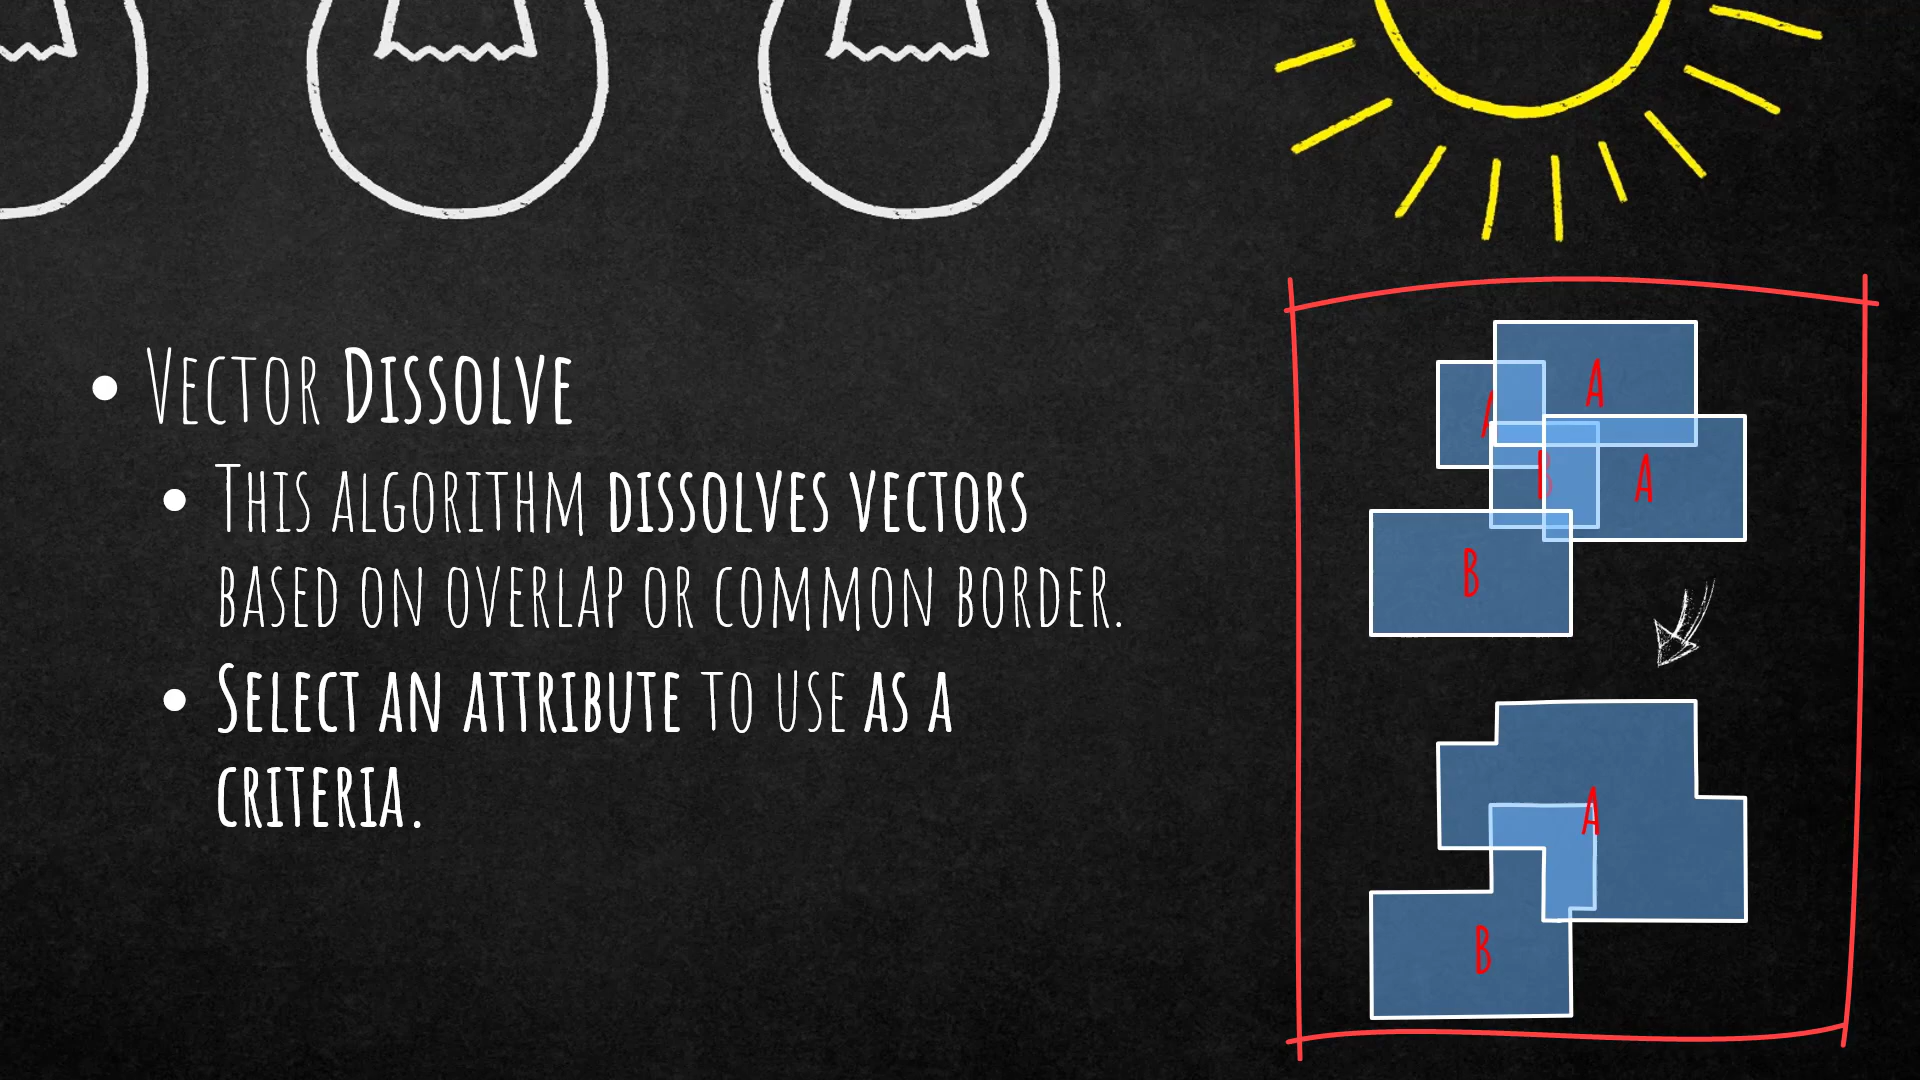 Vector Dissolve
This algorithm dissolves vectors
based on overlap or common border.
Select an attribute to use as a
criteria.
A
A
B
A
B
A
B